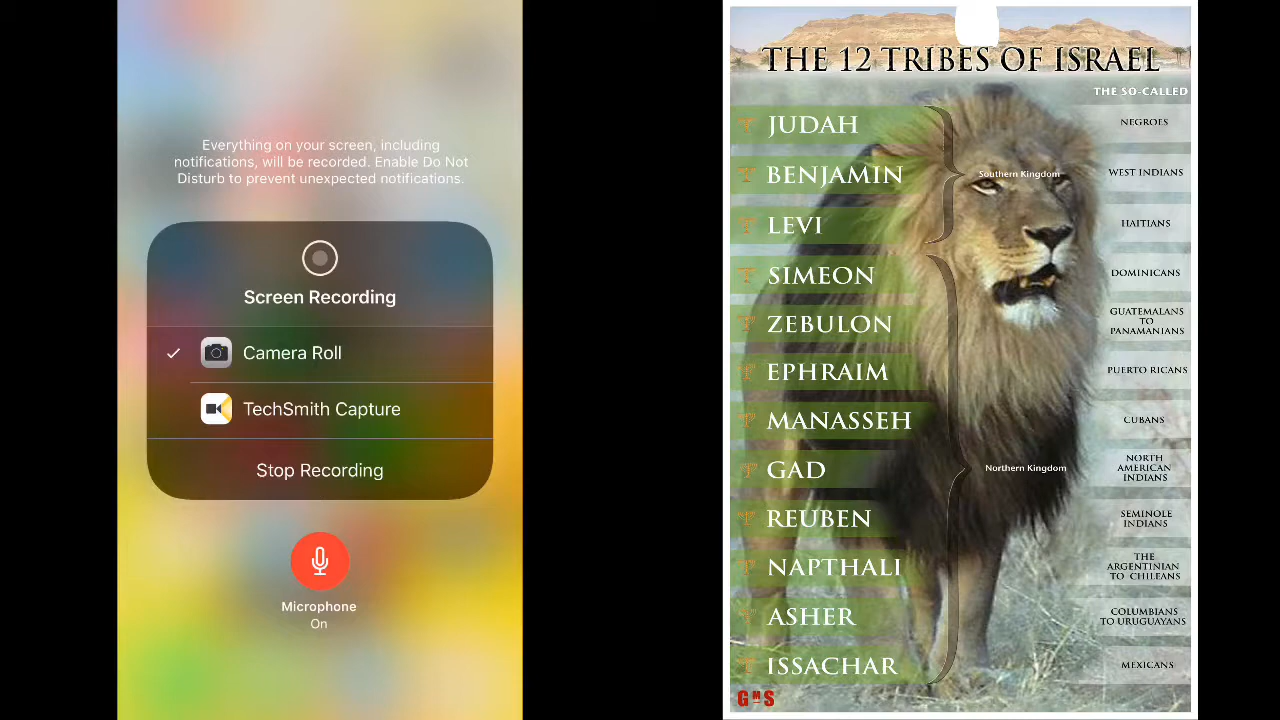 Everything on your screen, including
notifications, will be recorded. Enable Do Not
Disturb to prevent unexpected notifications.
Screen Recording
Camera Roll
TechSmith Capture
Stop Recording
Microphone
On
THE 12 TRIBES OF ISRAEL
THE SO-CALLED
JUDAH
NEGROES
BENJAMIN
Southern Kingdom
WEST INDIANS
LEVI
HAITIANS
SIMEON
DOMINICANS
ZEBULON
GUATEMALANS
TO
PANAMANIANS
EPHRAIM
PUERTO RICANS
MANASSEH
CUBANS
GAD
Northern Kingdom
NORTH
AMERICAN
INDIANS
REUBEN
SEMINOLE
INDIANS
NAPTHALI
THE
ARGENTINIAN
TO CHILEANS
ASHER
COLUMBIANS
TO URUGUAYANS
ISSACHAR
MEXICANS
GMS